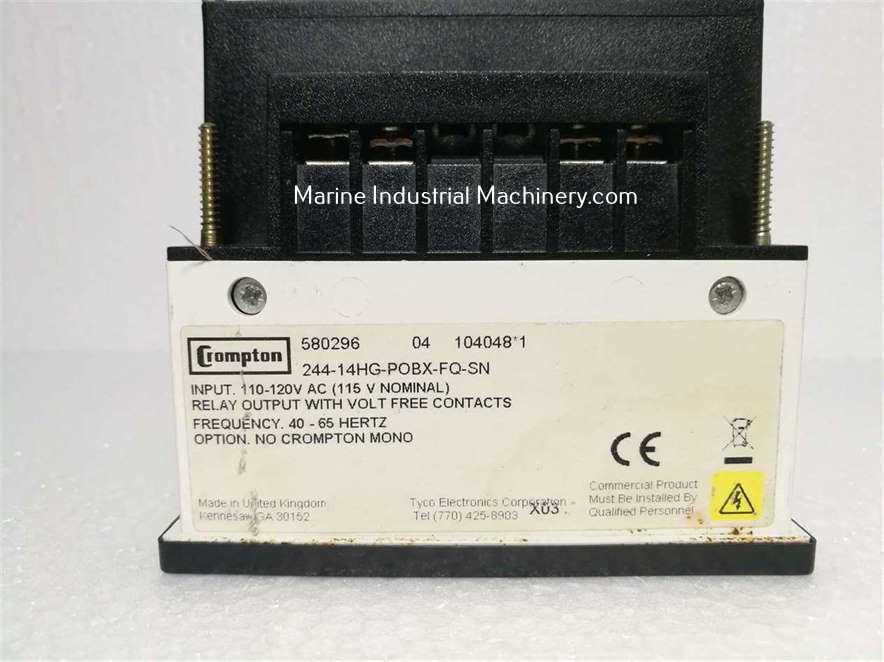 Marine Industrial Machinery.com
Crompton
580296 04 104048*1
244-14HG-POBX-FQ-SN
INPUT. 110-120V AC (115 V NOMINAL)
RELAY OUTPUT WITH VOLT FREE CONTACTS
FREQUENCY. 40 - 65 HERTZ
OPTION. NO CROMPTON MONO
CE
Made in United Kingdom
Kennesaw GA 30152
Tyco Electronics Corporation -
Tel (770) 425-8903
X03
Commercial Product
Must Be Installed By
Qualified Personnel